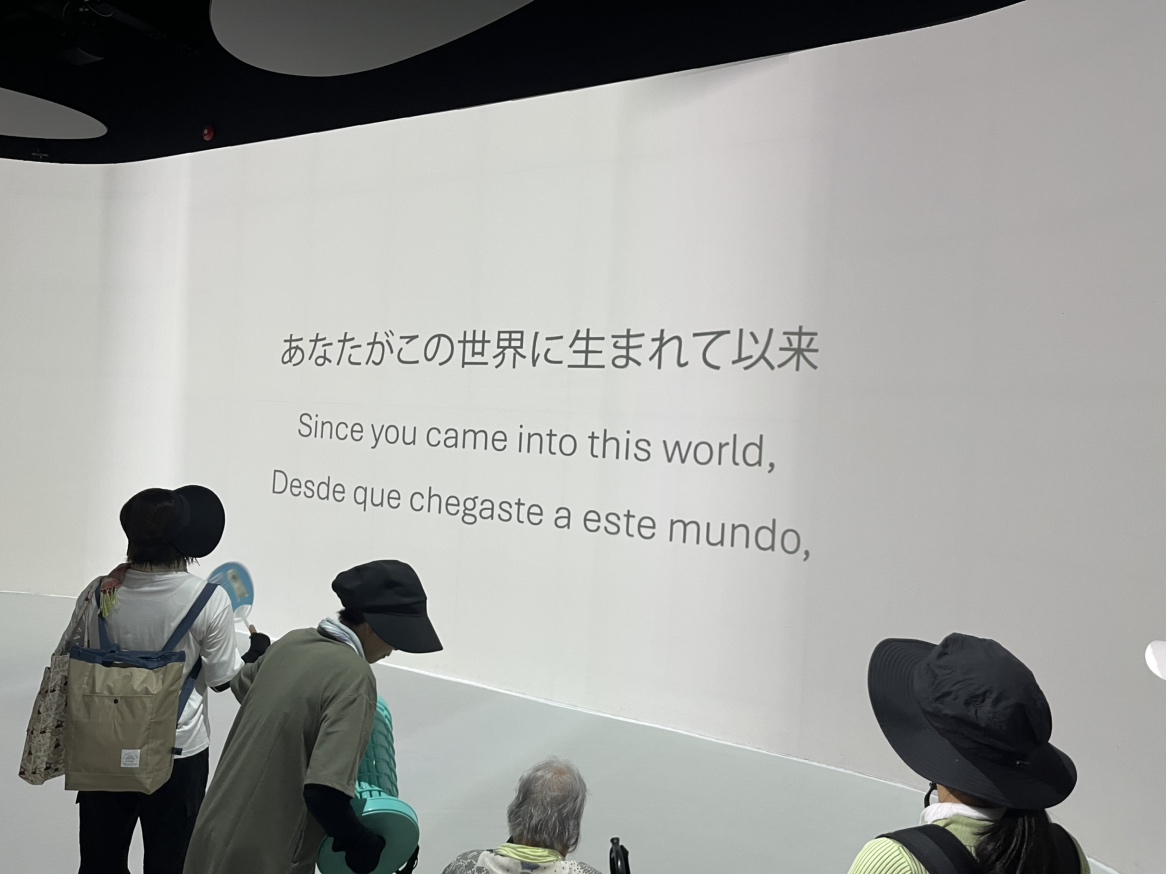 あなたがこの世界に生まれて以来
Since you came into this world,
Desde que chegaste a este mundo,